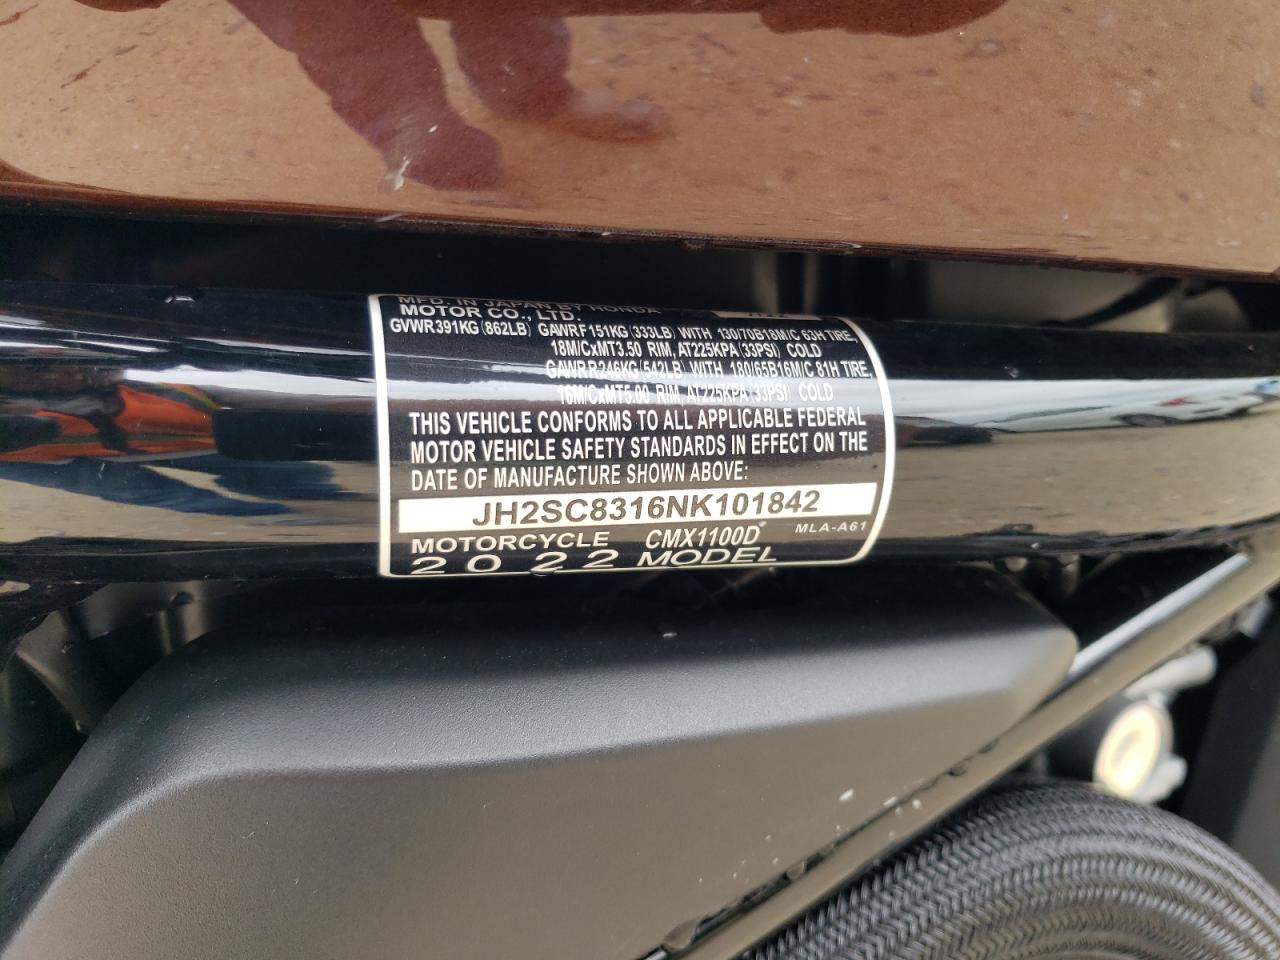 MFD. IN JAPAN BY HONDA
MOTOR CO., LTD.
GVWR391KG(862LB) GAWRF151KG(333LB) WITH 130/70B18M/C 63H TIRE,
18M/CxMT3.50 RIM, AT225KPA(33PSI) COLD
GAWRR246KG(542LB) WITH 180/65B16M/C 81H TIRE,
16M/CxMT5.00 RIM, AT225KPA(33PSI) COLD
THIS VEHICLE CONFORMS TO ALL APPLICABLE FEDERAL
MOTOR VEHICLE SAFETY STANDARDS IN EFFECT ON THE
DATE OF MANUFACTURE SHOWN ABOVE:
JH2SC8316NK101842
MOTORCYCLE CMX1100D* MLA-A61
2022 MODEL